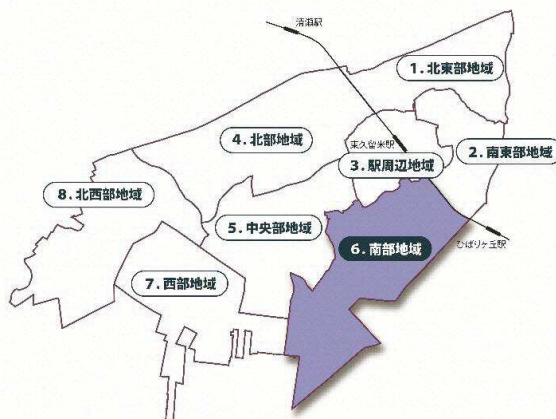 清瀬駅
1.北東部地域
4.北部地域
東久留米駅
2.南東部地域
3.駅周辺地域
8.北西部地域
5.中央部地域
6.南部地域
ひばりヶ丘駅
7.西部地域